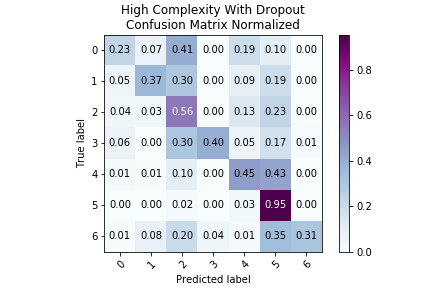 High Complexity With Dropout
Confusion Matrix Normalized
0 0.23 0.07 0.41 0.00 0.19 0.10 0.00
1 0.05 0.37 0.30 0.00 0.09 0.19 0.00
2 0.04 0.03 0.56 0.00 0.13 0.23 0.00
3 0.06 0.00 0.30 0.40 0.05 0.17 0.01
4 0.01 0.01 0.10 0.00 0.45 0.43 0.00
5 0.00 0.00 0.02 0.00 0.03 0.95 0.00
6 0.01 0.08 0.20 0.04 0.01 0.35 0.31
True label
0 1 2 3 4 5 6
Predicted label
0.8
0.6
0.4
0.2
0.0